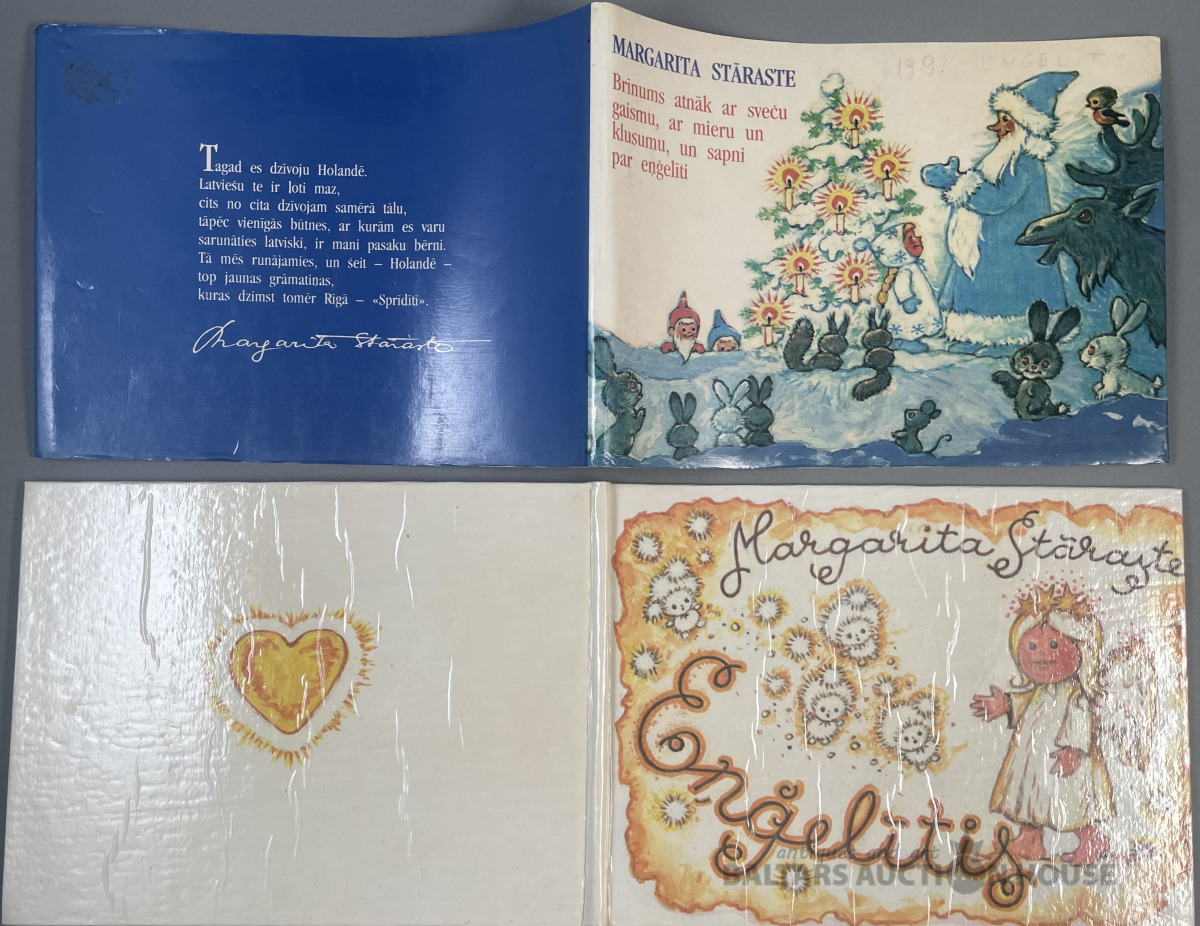 Tagad es dzīvoju Holandē.
Latviešu te ir ļoti maz,
cits no cita dzīvojam samērā tālu,
tāpēc vienīgās būtnes, ar kurām es varu
sarunāties latviski, ir mani pasaku bērni.
Tā mēs runājamies, un šeit – Holandē –
top jaunas grāmatiņas,
kuras dzimst tomēr Rīgā – «Sprīdītī».
Margarita Stāraste
MARGARITA STĀRASTE
Brīnums atnāk ar sveču
gaismu, ar mieru un
klusumu, un sapni
par eņģelīti
ENGELITI
Margarita Stāraste
Eņģelītis
BALTARS AUCTION HOUSE